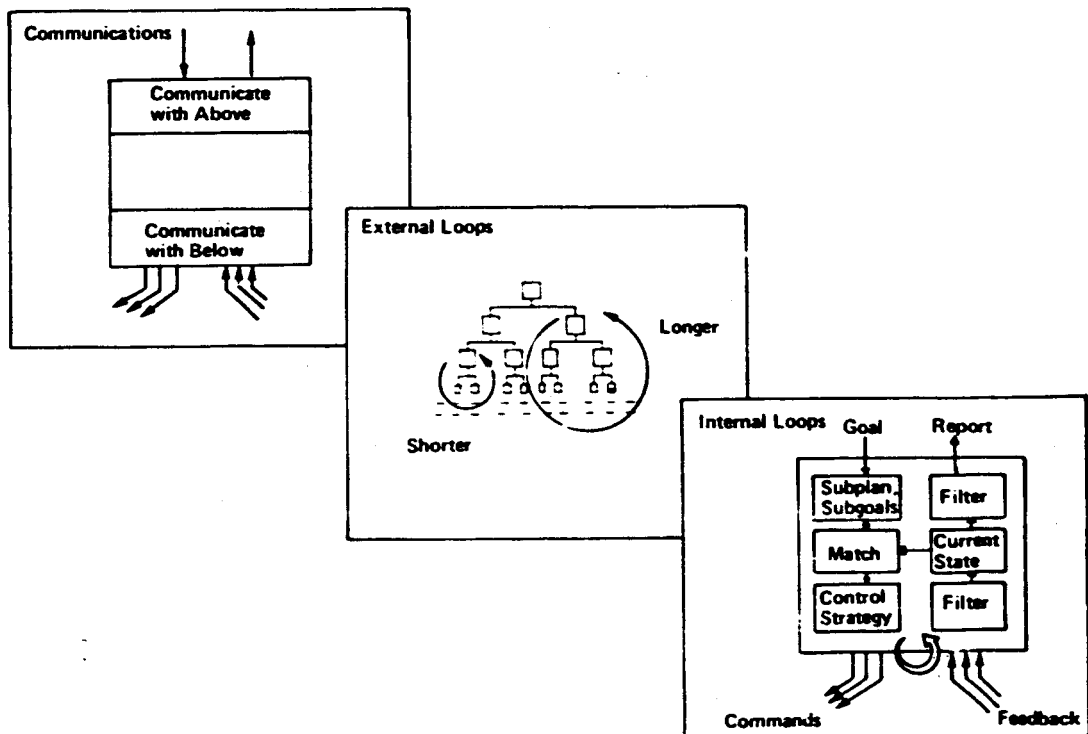 Communications
Communicate
with Above
Communicate
with Below
External Loops
Longer
Shorter
Internal Loops
Goal
Report
Subplan,
Subgoals
Filter
Match
Current
State
Control
Strategy
Filter
Commands
Feedback